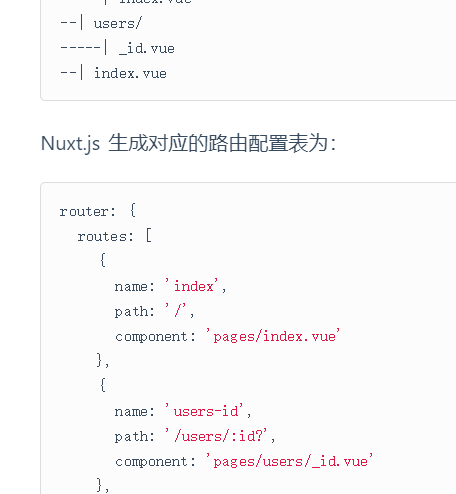 index.vue
--| users/
-----| _id.vue
--| index.vue
Nuxt.js 生成对应的路由配置表为：
router: {
  routes: [
    {
      name: 'index',
      path: '/',
      component: 'pages/index.vue'
    },
    {
      name: 'users-id',
      path: '/users/:id?',
      component: 'pages/users/_id.vue'
    },